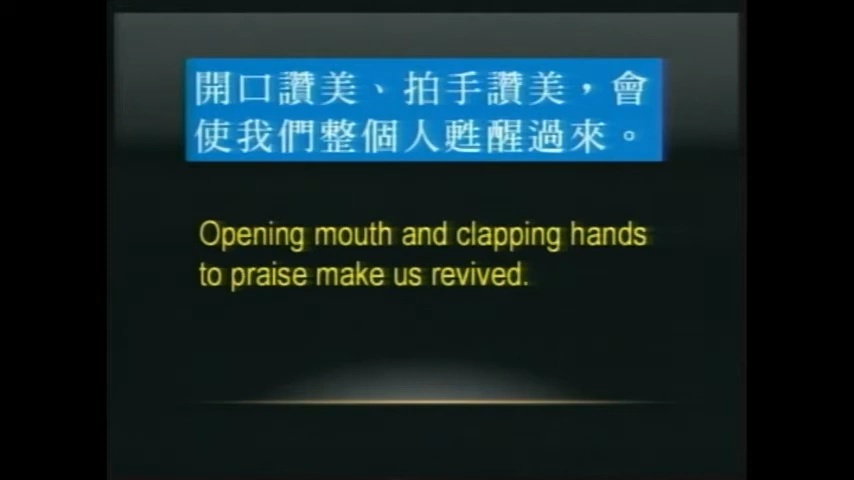 開口讚美、拍手讚美，會
使我們整個人甦醒過來。
Opening mouth and clapping hands
to praise make us revived.